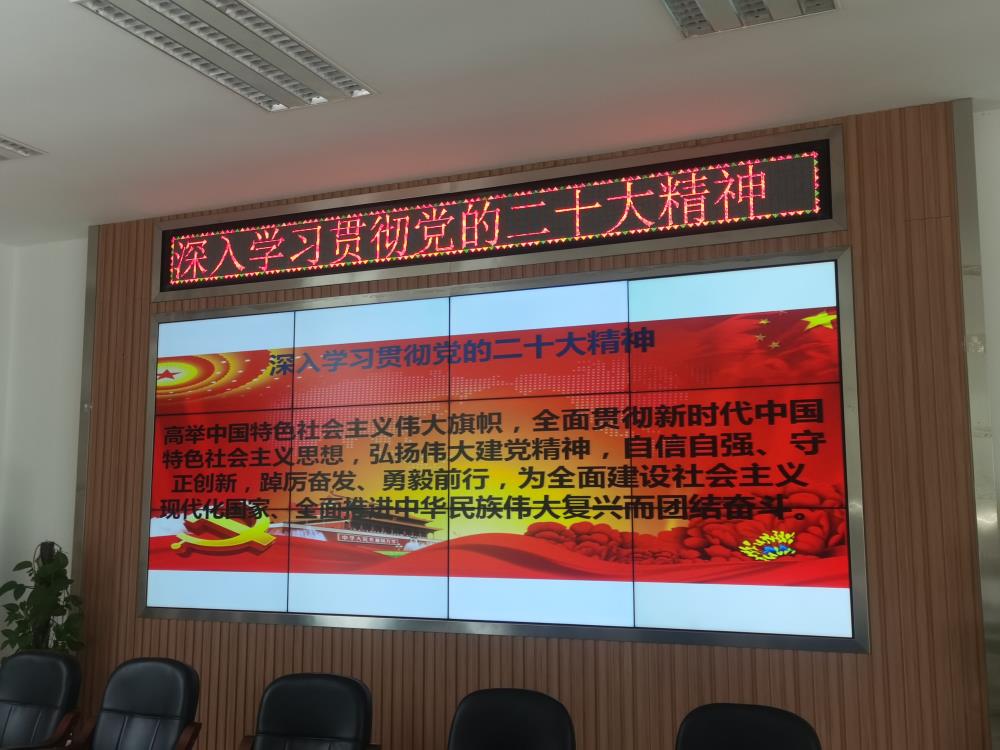 深入学习贯彻党的二十大精神
深入学习贯彻党的二十大精神
高举中国特色社会主义伟大旗帜，全面贯彻新时代中国
特色社会主义思想，弘扬伟大建党精神，自信自强、守
正创新，踔厉奋发、勇毅前行，为全面建设社会主义
现代化国家、全面推进中华民族伟大复兴而团结奋斗。